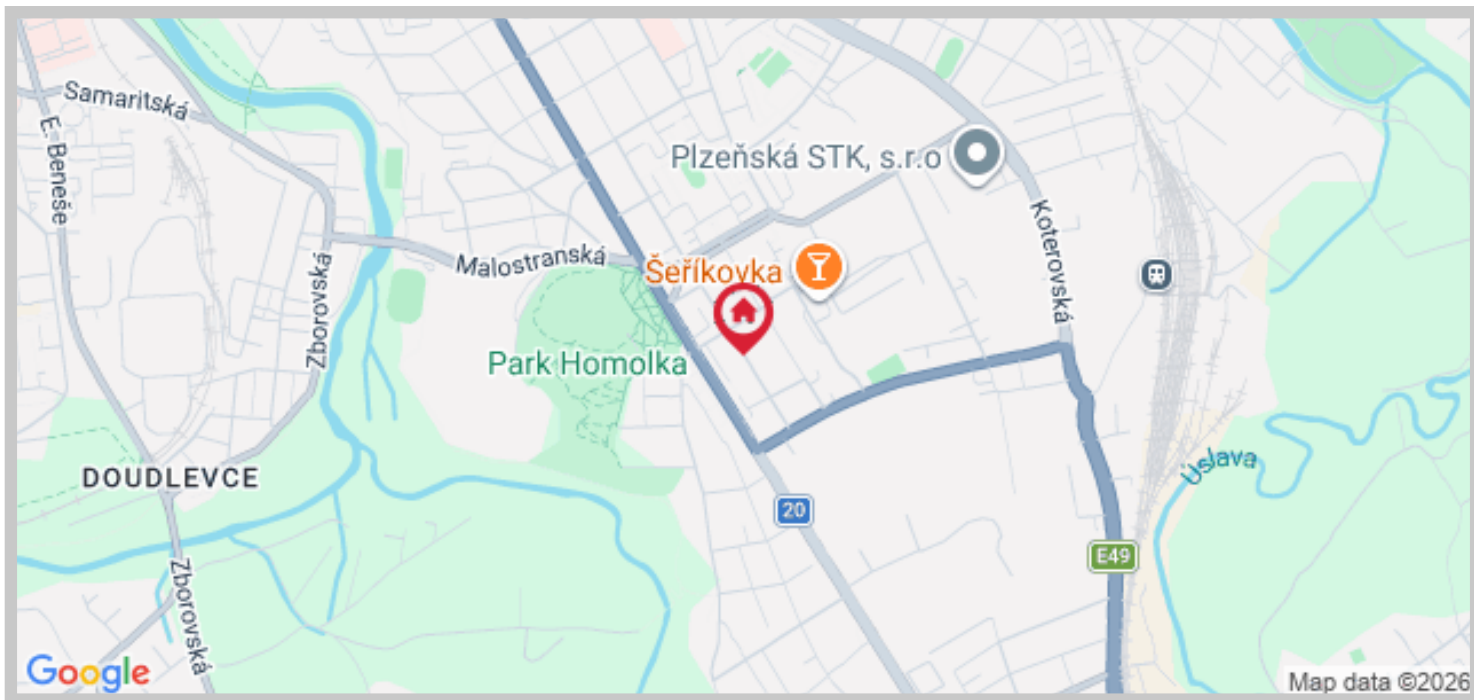 Samaritská
E. Beneše
Plzeňská STK, s.r.o
Koterovská
Malostranská
Šeříkovka
Zborovská
Park Homolka
DOUDLEVCE
Úslava
20
E49
Zborovská
Google
Map data ©2026